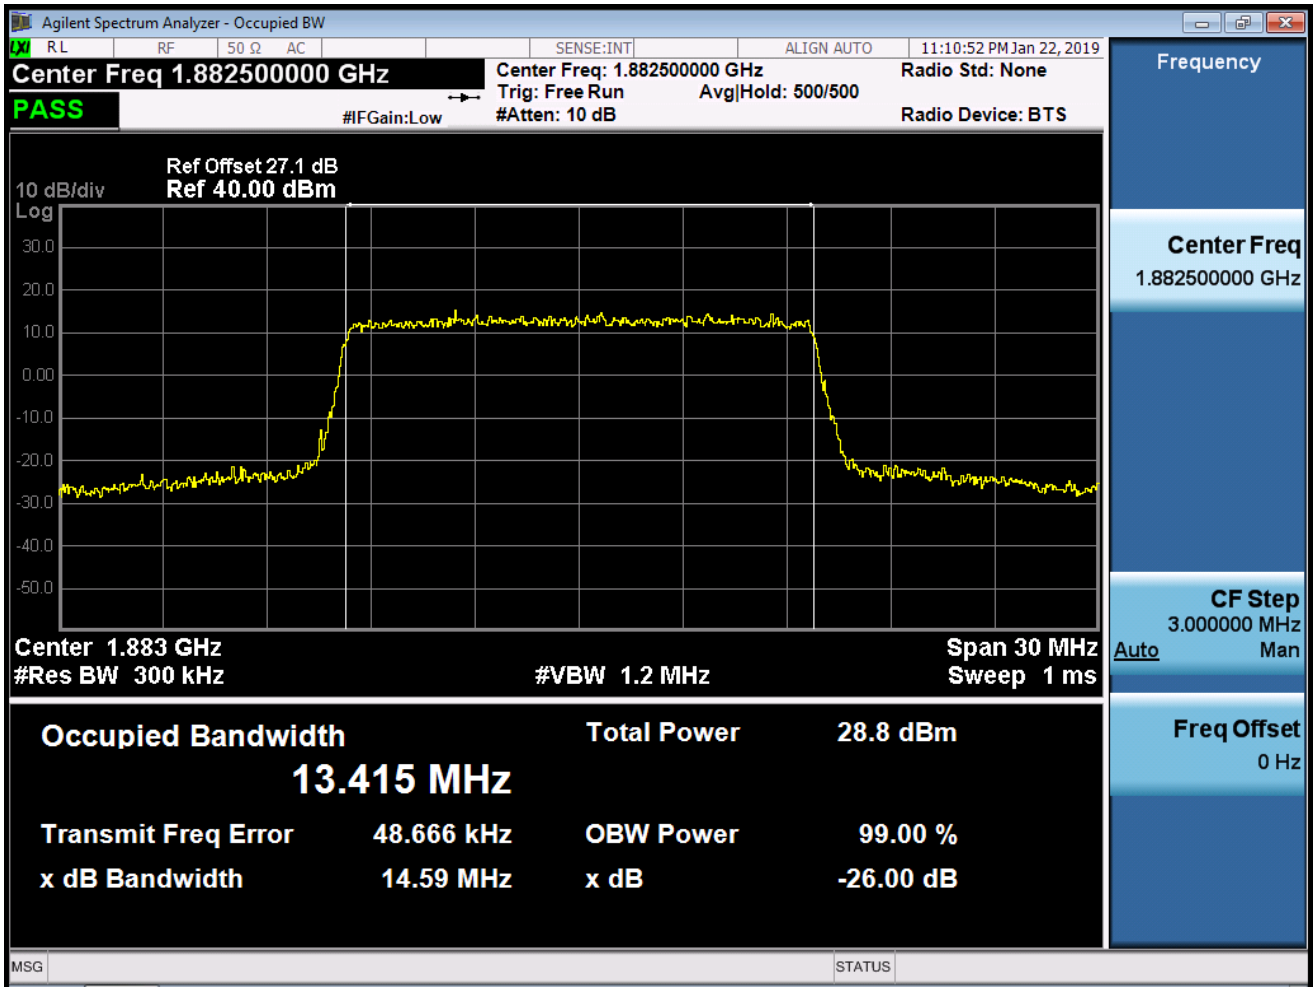 Agilent Spectrum Analyzer - Occupied BW
LXI RL RF 50 Ω AC SENSE:INT ALIGN AUTO 11:10:52 PM Jan 22, 2019
Center Freq 1.882500000 GHz
Center Freq: 1.882500000 GHz
Radio Std: None
Trig: Free Run Avg|Hold: 500/500
PASS
#IFGain:Low
#Atten: 10 dB
Radio Device: BTS
Ref Offset 27.1 dB
10 dB/div Ref 40.00 dBm
Log
30.0
20.0
10.0
0.00
-10.0
-20.0
-30.0
-40.0
-50.0
Center 1.883 GHz Span 30 MHz
#Res BW 300 kHz #VBW 1.2 MHz Sweep 1 ms
Occupied Bandwidth Total Power 28.8 dBm
13.415 MHz
Transmit Freq Error 48.666 kHz OBW Power 99.00 %
x dB Bandwidth 14.59 MHz x dB -26.00 dB
Frequency
Center Freq
1.882500000 GHz
CF Step
3.000000 MHz
Auto Man
Freq Offset
0 Hz
MSG STATUS